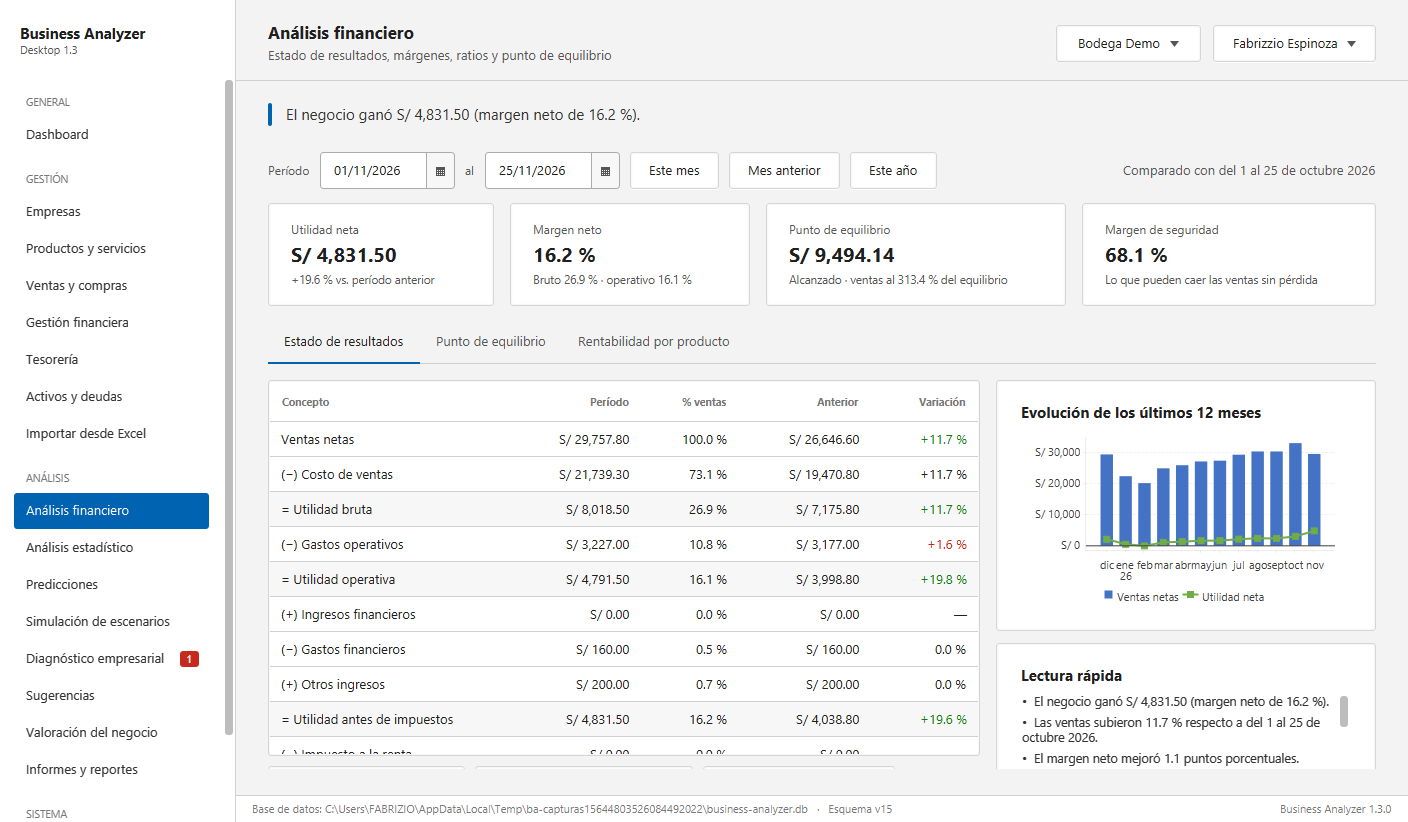 Business Analyzer
Desktop 1.3
GENERAL
Dashboard
GESTIÓN
Empresas
Productos y servicios
Ventas y compras
Gestión financiera
Tesorería
Activos y deudas
Importar desde Excel
ANÁLISIS
Análisis financiero
Análisis estadístico
Predicciones
Simulación de escenarios
Diagnóstico empresarial 1
Sugerencias
Valoración del negocio
Informes y reportes
SISTEMA
Análisis financiero
Estado de resultados, márgenes, ratios y punto de equilibrio
Bodega Demo
Fabrizzio Espinoza
El negocio ganó S/ 4,831.50 (margen neto de 16.2 %).
Período 01/11/2026 al 25/11/2026 Este mes Mes anterior Este año Comparado con del 1 al 25 de octubre 2026
Utilidad neta
S/ 4,831.50
+19.6 % vs. período anterior
Margen neto
16.2 %
Bruto 26.9 % · operativo 16.1 %
Punto de equilibrio
S/ 9,494.14
Alcanzado · ventas al 313.4 % del equilibrio
Margen de seguridad
68.1 %
Lo que pueden caer las ventas sin pérdida
Estado de resultados Punto de equilibrio Rentabilidad por producto
Concepto Período % ventas Anterior Variación
Ventas netas S/ 29,757.80 100.0 % S/ 26,646.60 +11.7 %
(−) Costo de ventas S/ 21,739.30 73.1 % S/ 19,470.80 +11.7 %
= Utilidad bruta S/ 8,018.50 26.9 % S/ 7,175.80 +11.7 %
(−) Gastos operativos S/ 3,227.00 10.8 % S/ 3,177.00 +1.6 %
= Utilidad operativa S/ 4,791.50 16.1 % S/ 3,998.80 +19.8 %
(+) Ingresos financieros S/ 0.00 0.0 % S/ 0.00 —
(−) Gastos financieros S/ 160.00 0.5 % S/ 160.00 0.0 %
(+) Otros ingresos S/ 200.00 0.7 % S/ 200.00 0.0 %
= Utilidad antes de impuestos S/ 4,831.50 16.2 % S/ 4,038.80 +19.6 %
(−) Impuesto a la renta S/ 0.00 0.0 % S/ 0.00
Evolución de los últimos 12 meses
S/ 30,000
S/ 20,000
S/ 10,000
S/ 0
dic ene feb mar abr may jun jul ago sept oct nov
26
Ventas netas Utilidad neta
Lectura rápida
• El negocio ganó S/ 4,831.50 (margen neto de 16.2 %).
• Las ventas subieron 11.7 % respecto a del 1 al 25 de
octubre 2026.
• El margen neto mejoró 1.1 puntos porcentuales.
Base de datos: C:\Users\FABRIZIO\AppData\Local\Temp\ba-capturas15644803526084492022\business-analyzer.db · Esquema v15
Business Analyzer 1.3.0